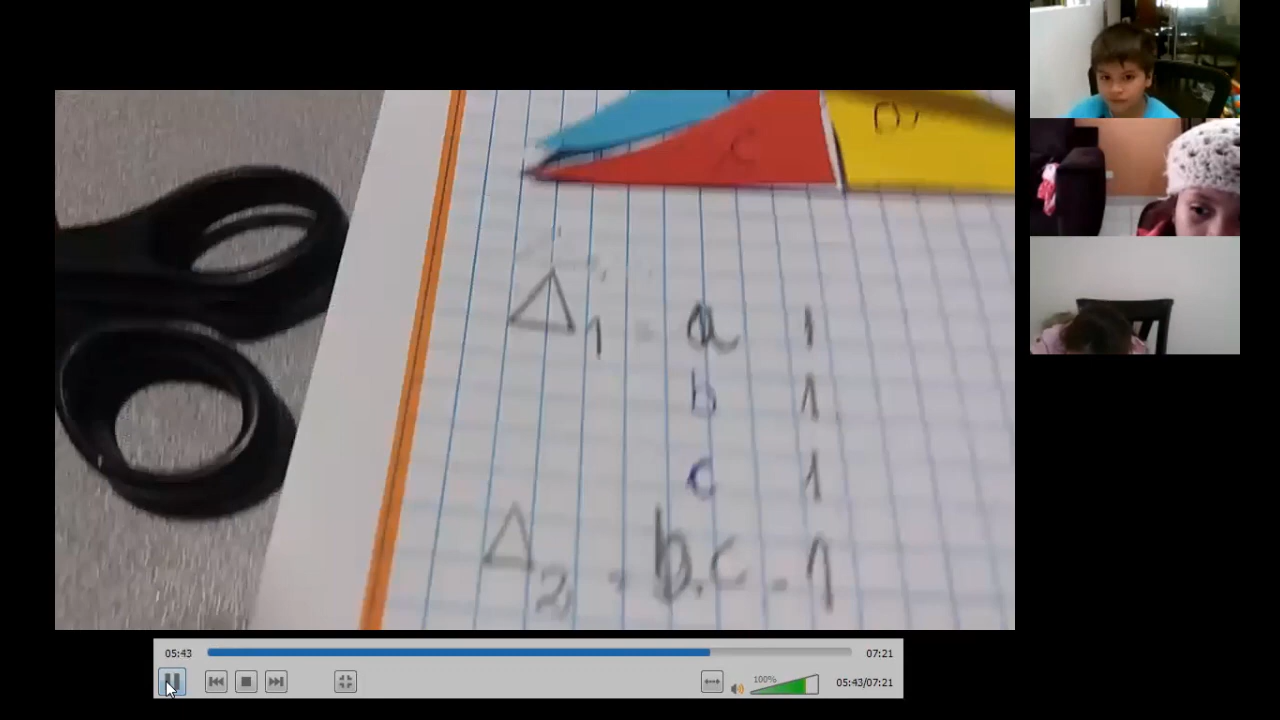 C
D,
△1 = a 1
b 1
c 1
△2 = b.c - 1
05:43 07:21
100%
05:43/07:21